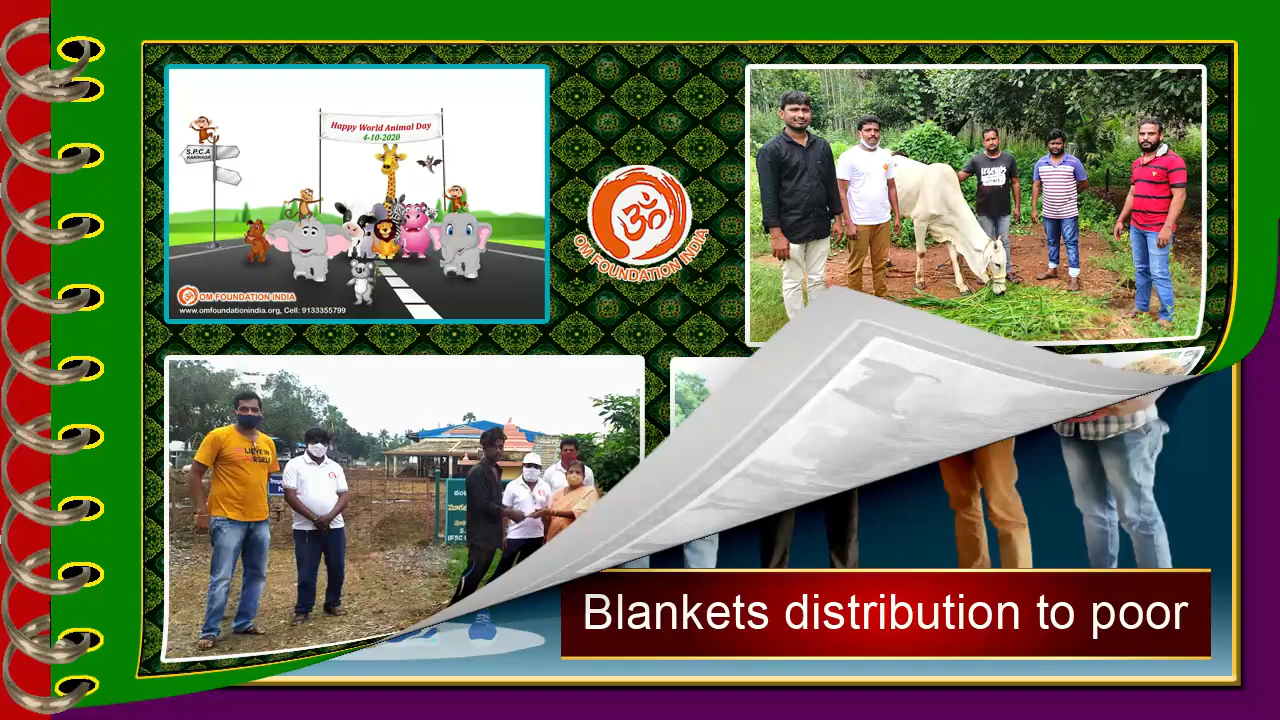 Happy World Animal Day
4-10-2020
S.P.C.A
KAKINADA
OM FOUNDATION INDIA
www.omfoundationindia.org, Cell: 9133355799
ॐ
OM FOUNDATION INDIA
Blankets distribution to poor